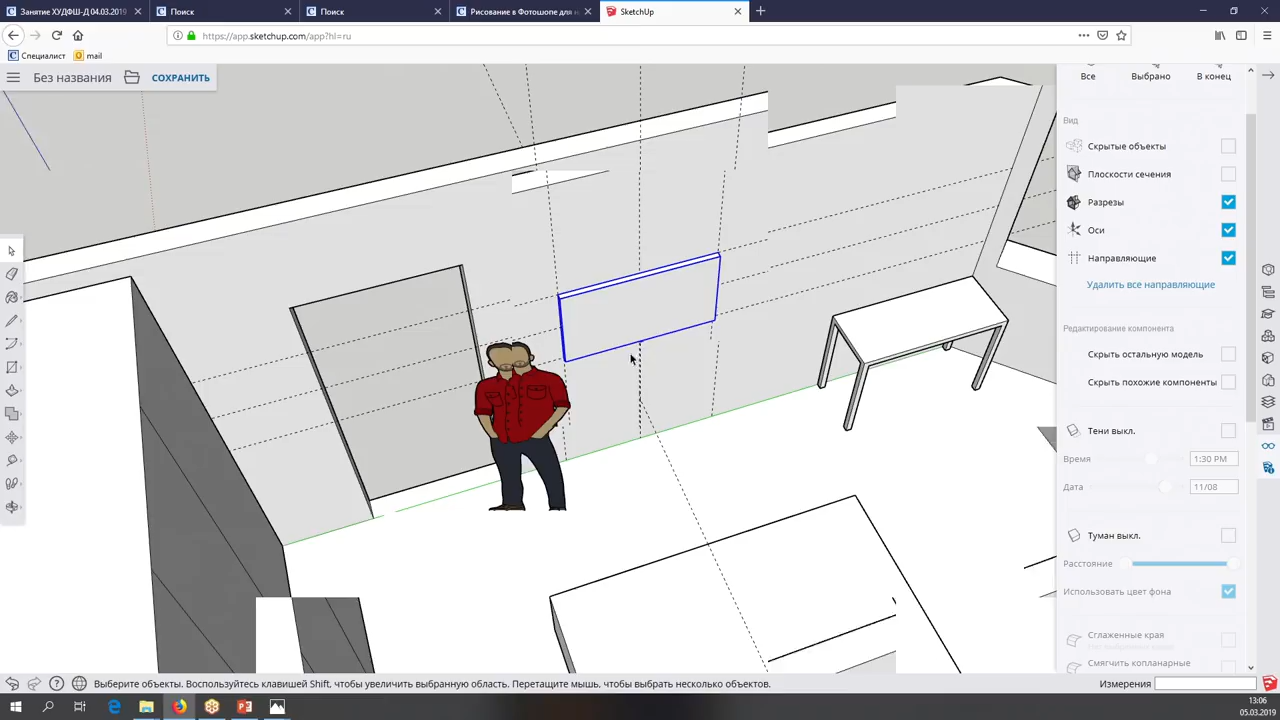 Занятие ХУДФШ-Д 04.03.2019
Поиск
Поиск
Рисование в Фотошопе для н
SketchUp
https://app.sketchup.com/app?hl=ru
Специалист
mail
Без названия
СОХРАНИТЬ
Все
Выбрано
В конец
Вид
Скрытые объекты
Плоскости сечения
Разрезы
Оси
Направляющие
Удалить все направляющие
Редактирование компонента
Скрыть остальную модель
Скрыть похожие компоненты
Тени выкл.
Время
1:30 PM
Дата
11/08
Туман выкл.
Расстояние
Использовать цвет фона
Сглаженные края
Смягчить копланарные
Выберите объекты. Воспользуйтесь клавишей Shift, чтобы увеличить выбранную область. Перетащите мышь, чтобы выбрать несколько объектов.
Измерения
13:06
05.03.2019